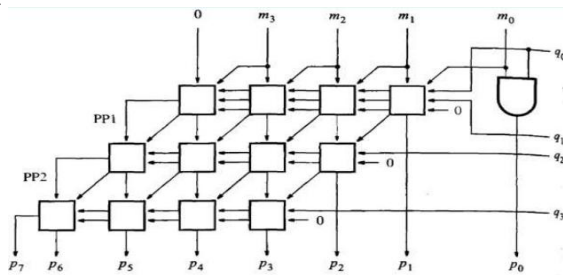 0 m₃ m₂ m₁ m₀
q₀
PP1
0
q₁
0
q₂
PP2
0
q₃
p₇ p₆ p₅ p₄ p₃ p₂ p₁ p₀